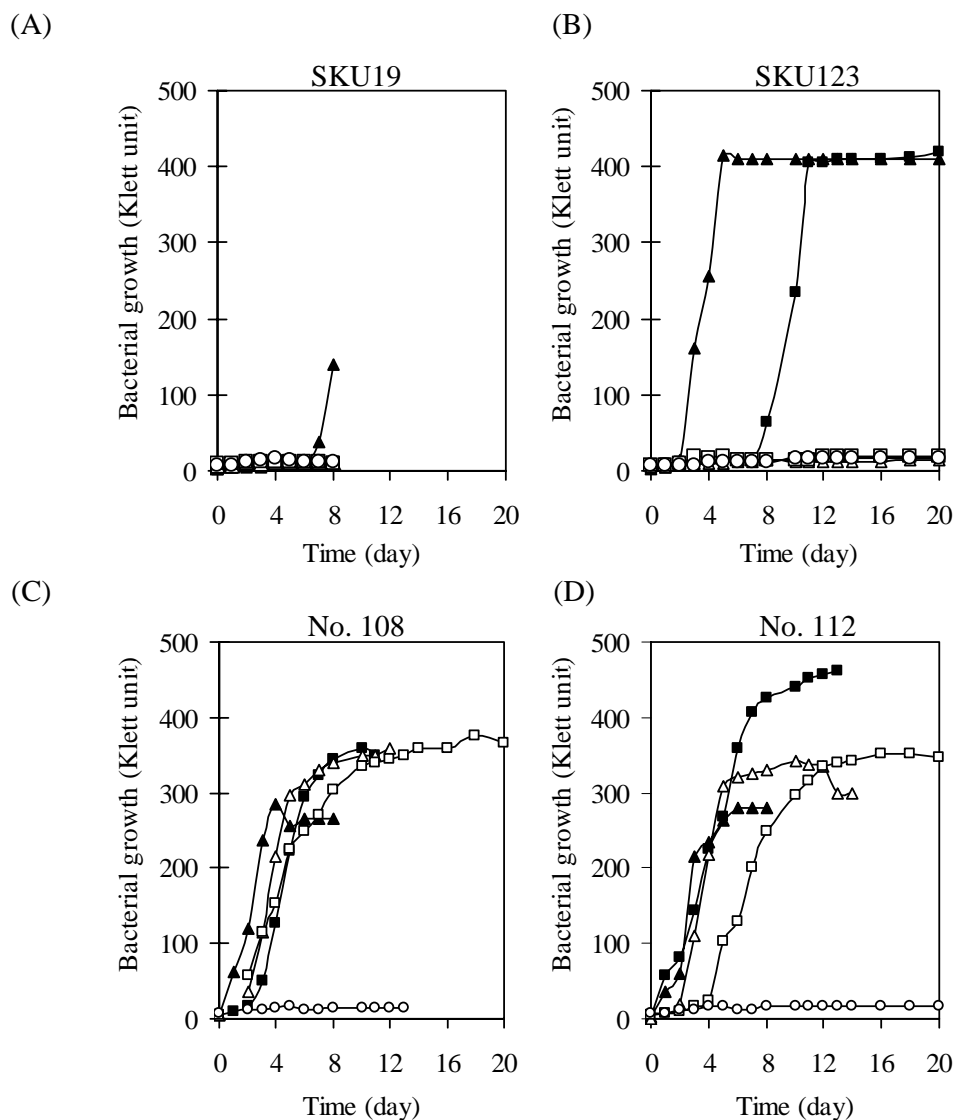 (A)
SKU19
Bacterial growth (Klett unit)
500
400
300
200
100
0
0 4 8 12 16 20
Time (day)
(B)
SKU123
Bacterial growth (Klett unit)
500
400
300
200
100
0
0 4 8 12 16 20
Time (day)
(C)
No. 108
Bacterial growth (Klett unit)
500
400
300
200
100
0
0 4 8 12 16 20
Time (day)
(D)
No. 112
Bacterial growth (Klett unit)
500
400
300
200
100
0
0 4 8 12 16 20
Time (day)